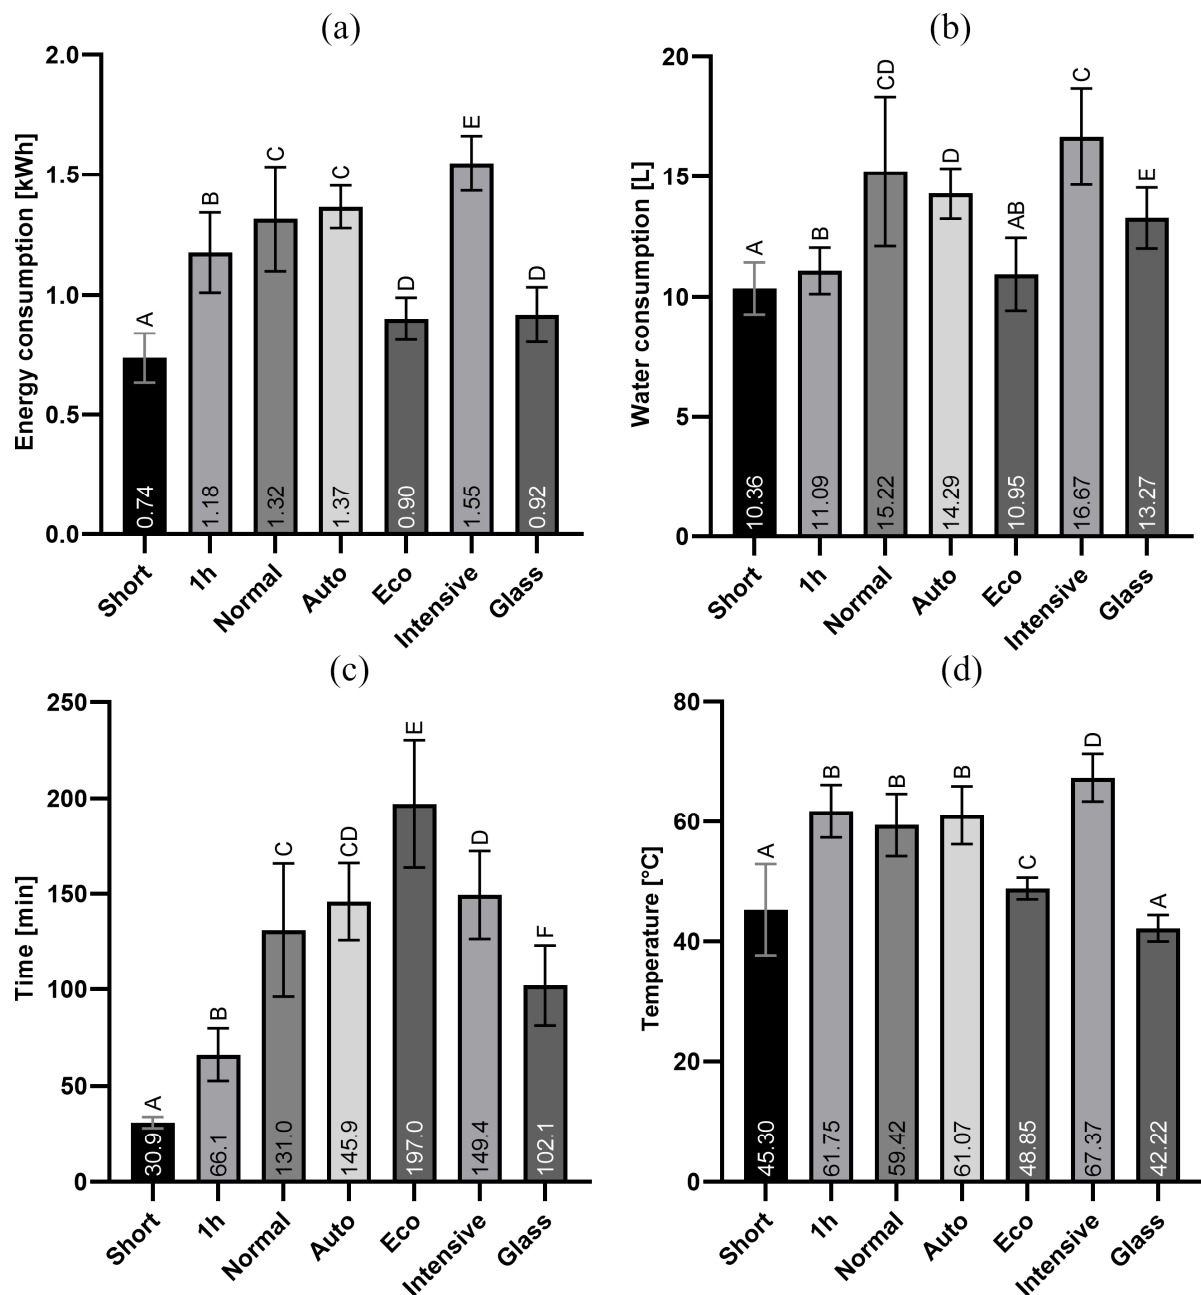 (a)
Energy consumption [kWh]
2.0
1.5
1.0
0.5
0.0
A
B
C
C
D
E
D
0.74
1.18
1.32
1.37
0.90
1.55
0.92
Short
1h
Normal
Auto
Eco
Intensive
Glass
(b)
Water consumption [L]
20
15
10
5
0
A
B
CD
D
AB
C
E
10.36
11.09
15.22
14.29
10.95
16.67
13.27
Short
1h
Normal
Auto
Eco
Intensive
Glass
(c)
Time [min]
250
200
150
100
50
0
A
B
C
CD
E
D
F
30.9
66.1
131.0
145.9
197.0
149.4
102.1
Short
1h
Normal
Auto
Eco
Intensive
Glass
(d)
Temperature [°C]
80
60
40
20
0
A
B
B
B
C
D
A
45.30
61.75
59.42
61.07
48.85
67.37
42.22
Short
1h
Normal
Auto
Eco
Intensive
Glass